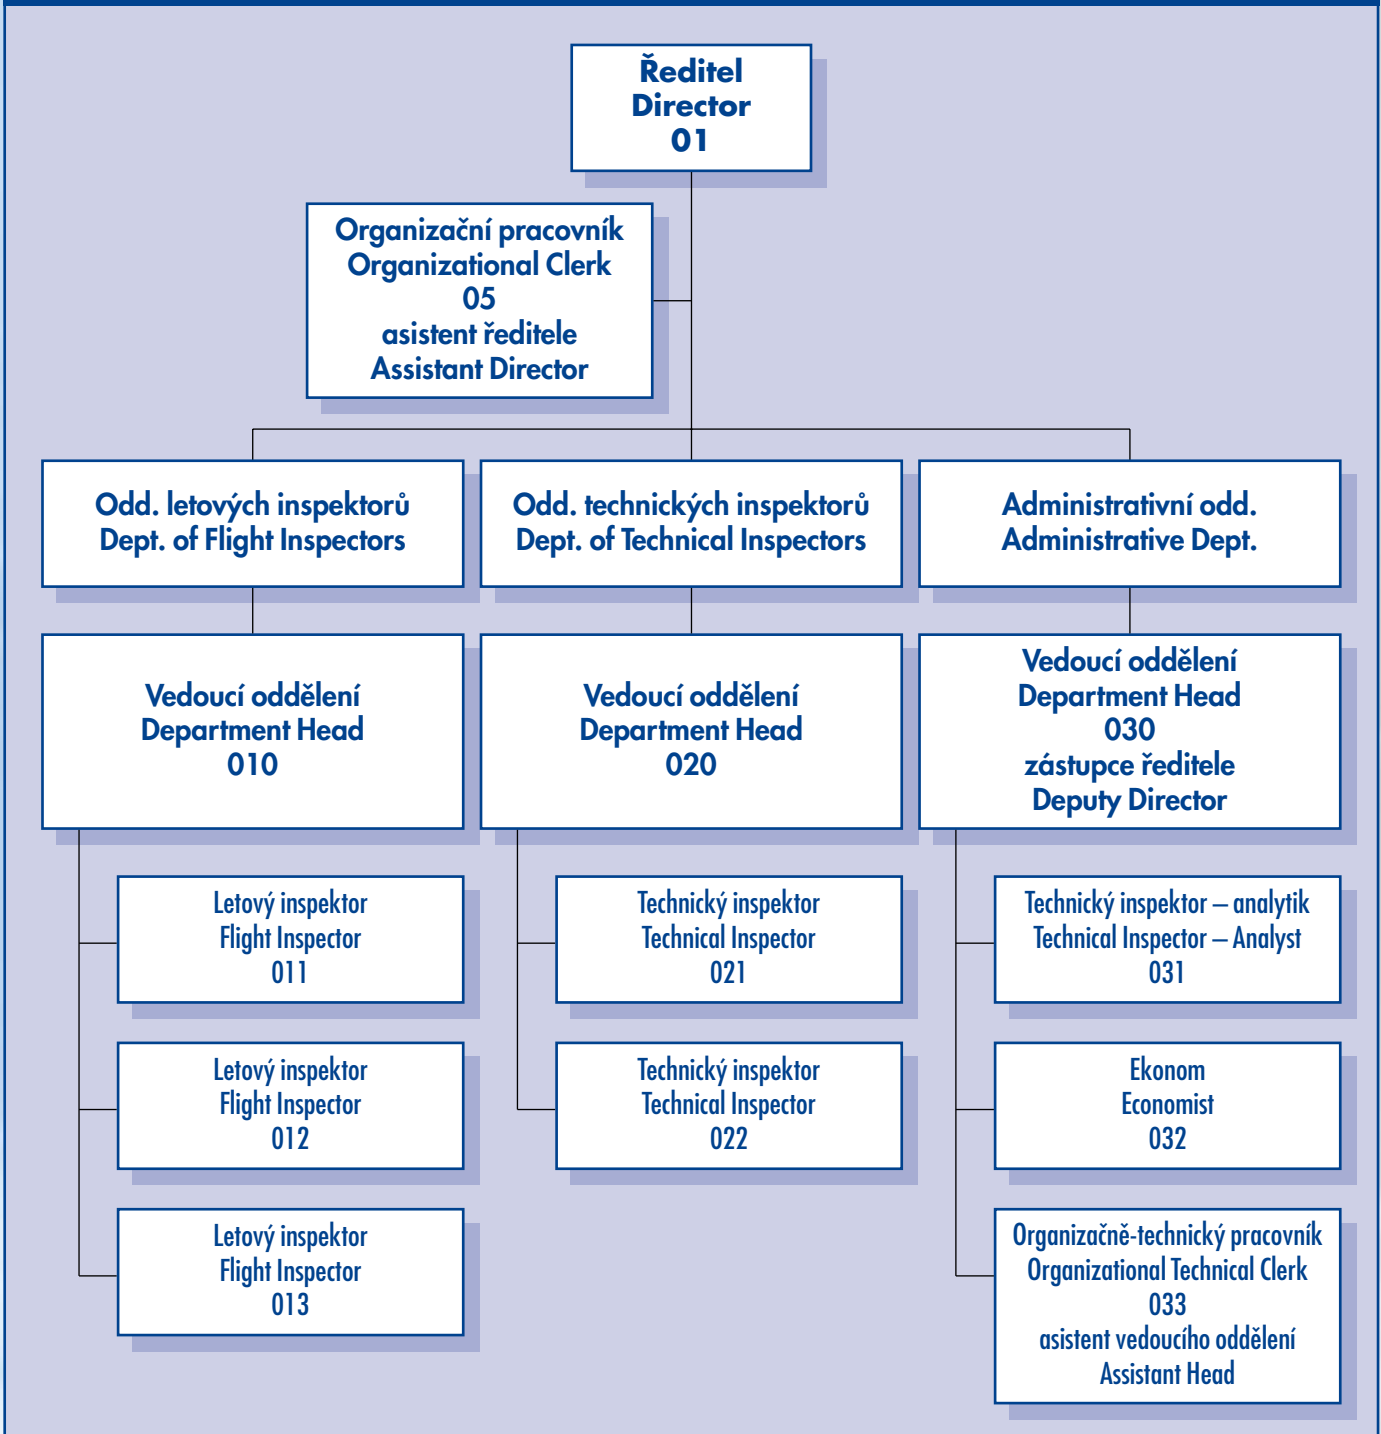 Ředitel
Director
01
Organizační pracovník
Organizational Clerk
05
asistent ředitele
Assistant Director
Odd. letových inspektorů
Dept. of Flight Inspectors
Odd. technických inspektorů
Dept. of Technical Inspectors
Administrativní odd.
Administrative Dept.
Vedoucí oddělení
Department Head
010
Vedoucí oddělení
Department Head
020
Vedoucí oddělení
Department Head
030
zástupce ředitele
Deputy Director
Letový inspektor
Flight Inspector
011
Letový inspektor
Flight Inspector
012
Letový inspektor
Flight Inspector
013
Technický inspektor
Technical Inspector
021
Technický inspektor
Technical Inspector
022
Technický inspektor – analytik
Technical Inspector – Analyst
031
Ekonom
Economist
032
Organizačně-technický pracovník
Organizational Technical Clerk
033
asistent vedoucího oddělení
Assistant Head